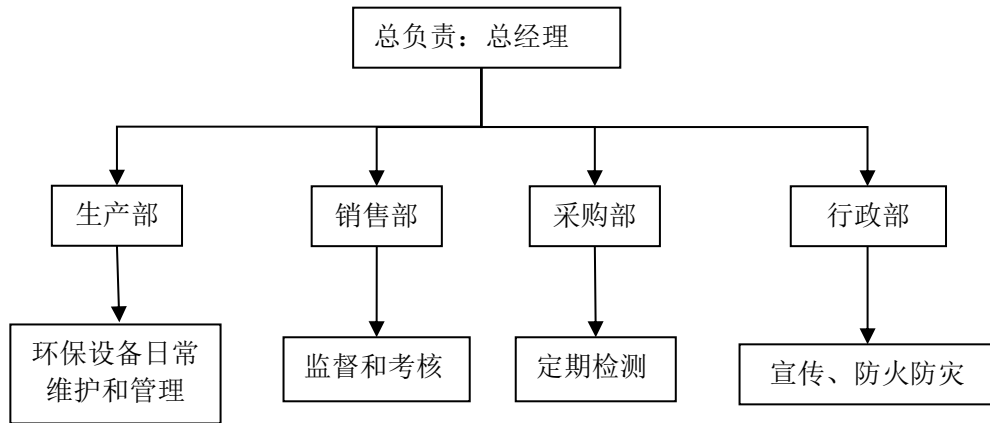 总负责：总经理
生产部
销售部
采购部
行政部
环保设备日常
维护和管理
监督和考核
定期检测
宣传、防火防灾